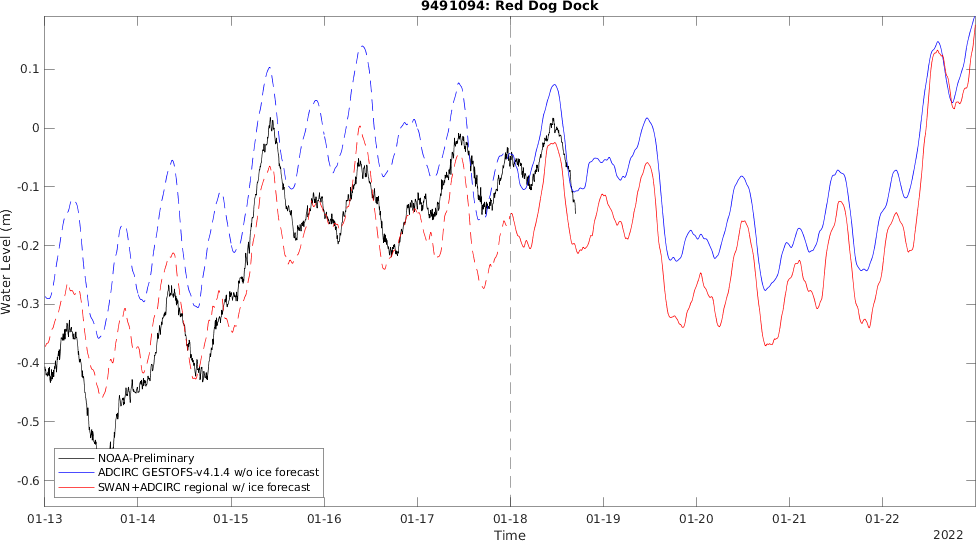 9491094: Red Dog Dock
Water Level (m)
0.1
0
-0.1
-0.2
-0.3
-0.4
-0.5
-0.6
NOAA-Preliminary
ADCIRC GESTOFS-v4.1.4 w/o ice forecast
SWAN+ADCIRC regional w/ ice forecast
01-13 01-14 01-15 01-16 01-17 01-18 01-19 01-20 01-21 01-22
Time
2022